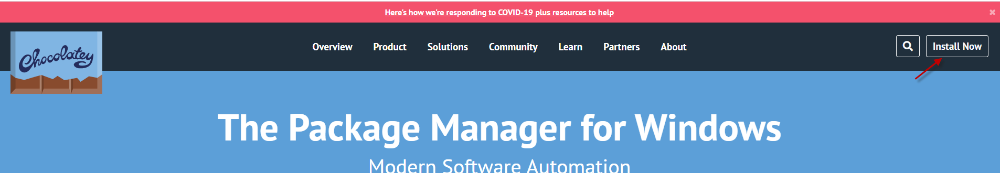 Here's how we're responding to COVID-19 plus resources to help
Chocolatey
Overview Product Solutions Community Learn Partners About
Install Now
The Package Manager for Windows
Modern Software Automation